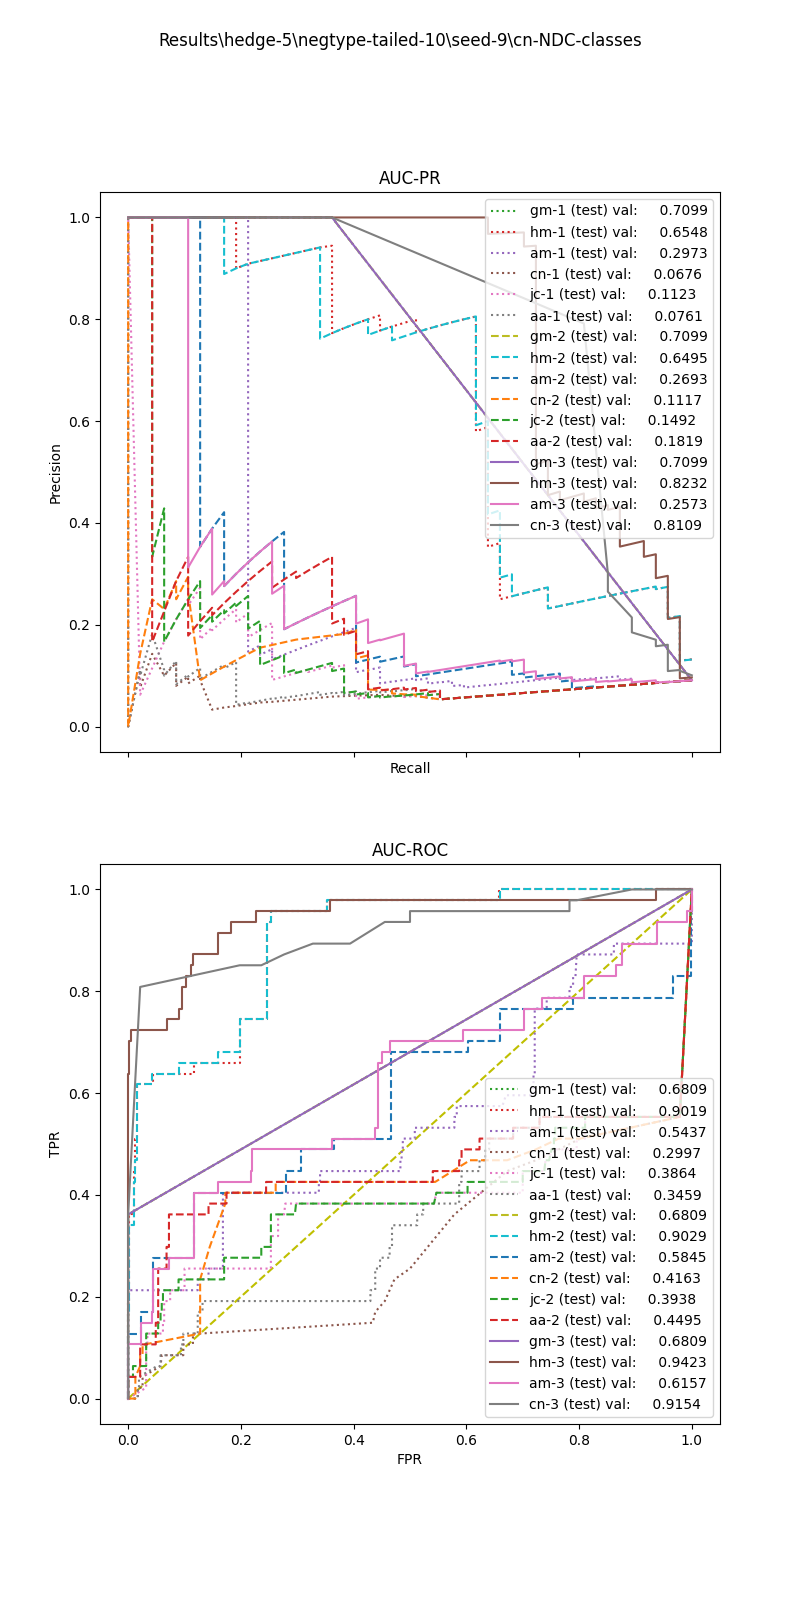 Results\hedge-5\negtype-tailed-10\seed-9\cn-NDC-classes
AUC-PR
1.0
0.8
0.6
0.4
0.2
0.0
Precision
Recall
gm-1 (test) val: 0.7099
hm-1 (test) val: 0.6548
am-1 (test) val: 0.2973
cn-1 (test) val: 0.0676
jc-1 (test) val: 0.1123
aa-1 (test) val: 0.0761
gm-2 (test) val: 0.7099
hm-2 (test) val: 0.6495
am-2 (test) val: 0.2693
cn-2 (test) val: 0.1117
jc-2 (test) val: 0.1492
aa-2 (test) val: 0.1819
gm-3 (test) val: 0.7099
hm-3 (test) val: 0.8232
am-3 (test) val: 0.2573
cn-3 (test) val: 0.8109
AUC-ROC
1.0
0.8
0.6
0.4
0.2
0.0
TPR
gm-1 (test) val: 0.6809
hm-1 (test) val: 0.9019
am-1 (test) val: 0.5437
cn-1 (test) val: 0.2997
jc-1 (test) val: 0.3864
aa-1 (test) val: 0.3459
gm-2 (test) val: 0.6809
hm-2 (test) val: 0.9029
am-2 (test) val: 0.5845
cn-2 (test) val: 0.4163
jc-2 (test) val: 0.3938
aa-2 (test) val: 0.4495
gm-3 (test) val: 0.6809
hm-3 (test) val: 0.9423
am-3 (test) val: 0.6157
cn-3 (test) val: 0.9154
0.0 0.2 0.4 0.6 0.8 1.0
FPR